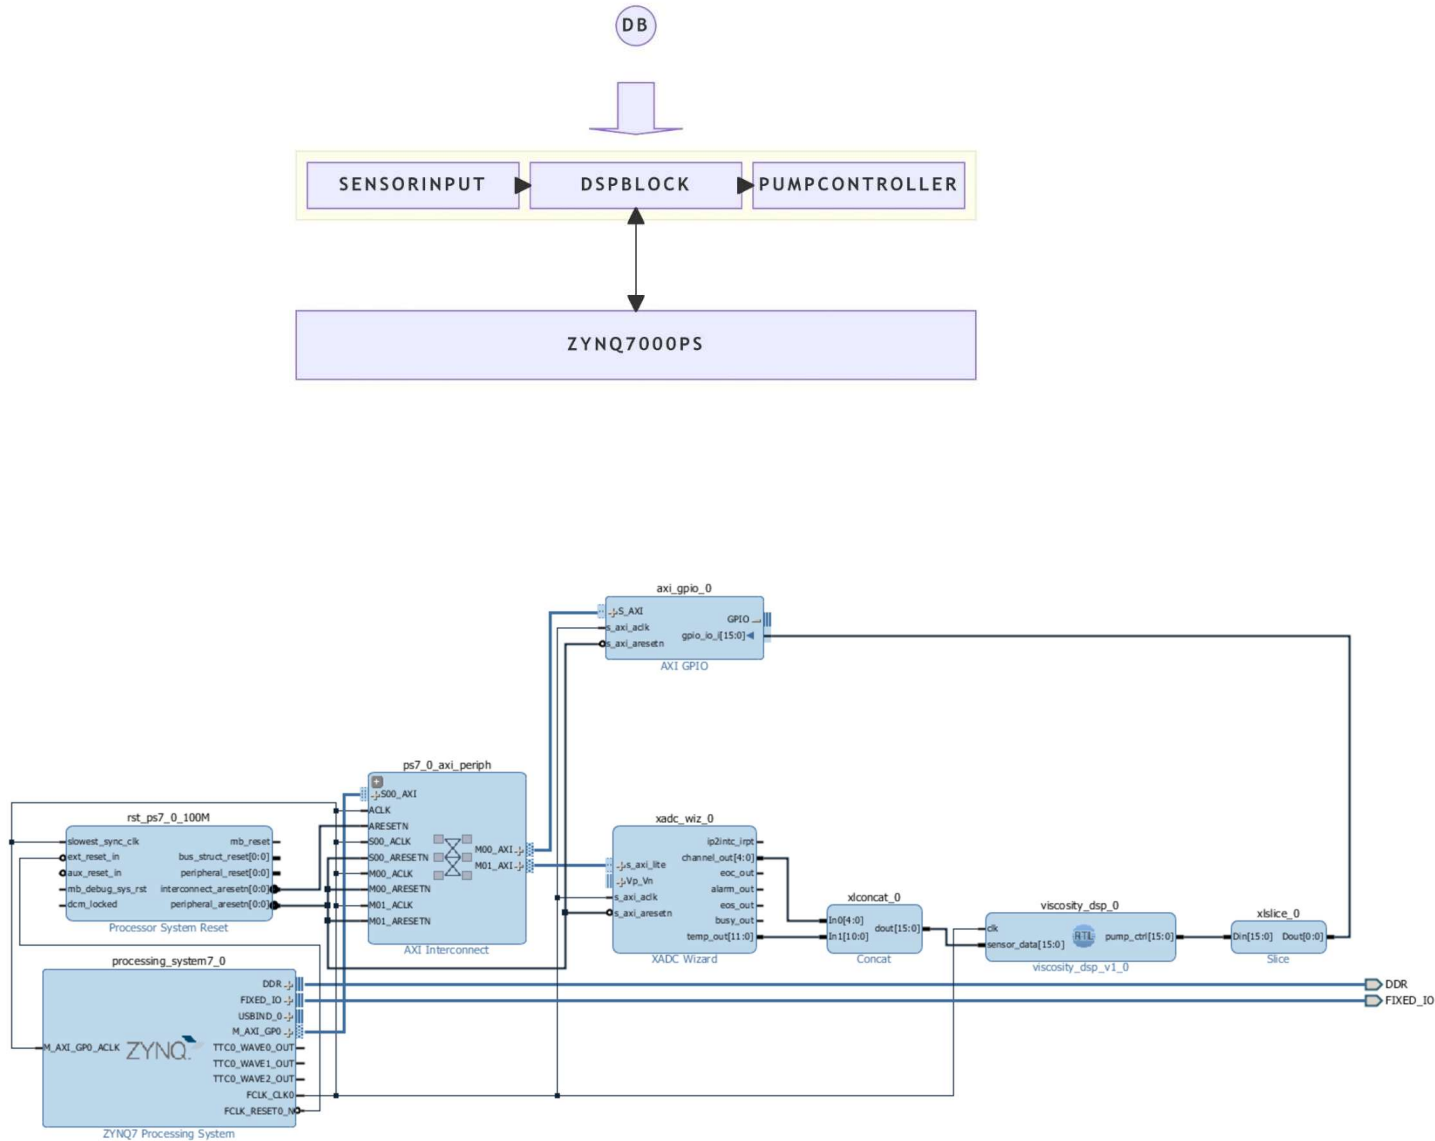 DB
SENSORINPUT
DSPBLOCK
PUMPCONTROLLER
ZYNQ7000PS
axi_gpio_0
S_AXI
s_axi_aclk
s_axi_aresetn
GPIO
gpio_io_i[15:0]
AXI GPIO
ps7_0_axi_periph
S00_AXI
ACLK
ARESETN
S00_ACLK
S00_ARESETN
M00_ACLK
M00_ARESETN
M01_ACLK
M01_ARESETN
M00_AXI
M01_AXI
AXI Interconnect
rst_ps7_0_100M
slowest_sync_clk
ext_reset_in
aux_reset_in
mb_debug_sys_rst
dcm_locked
mb_reset
bus_struct_reset[0:0]
peripheral_reset[0:0]
interconnect_aresetn[0:0]
peripheral_aresetn[0:0]
Processor System Reset
xadc_wiz_0
s_axi_lite
Vp_Vn
s_axi_aclk
s_axi_aresetn
ip2intc_irpt
channel_out[4:0]
eoc_out
alarm_out
eos_out
busy_out
temp_out[11:0]
XADC Wizard
xlconcat_0
In0[4:0]
In1[10:0]
dout[15:0]
Concat
viscosity_dsp_0
clk
sensor_data[15:0]
RTL
pump_ctrl[15:0]
viscosity_dsp_v1_0
xlslice_0
Din[15:0]
Dout[0:0]
Slice
processing_system7_0
M_AXI_GP0_ACLK
ZYNQ
DDR
FIXED_IO
USBIND_0
M_AXI_GP0
TTC0_WAVE0_OUT
TTC0_WAVE1_OUT
TTC0_WAVE2_OUT
FCLK_CLK0
FCLK_RESET0_N
ZYNQ7 Processing System
DDR
FIXED_IO